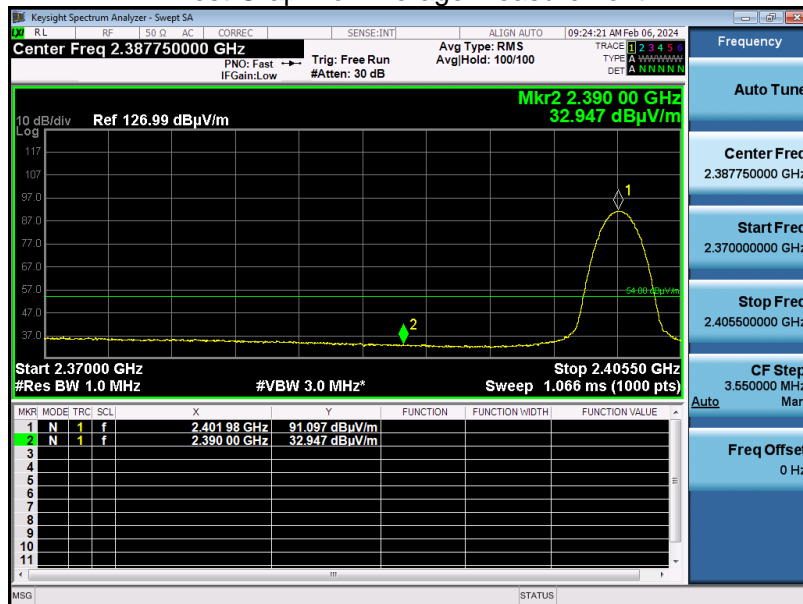 Keysight Spectrum Analyzer - Swept SA
LXI RL RF 50 Ω AC CORREC SENSE:INT ALIGN AUTO 09:24:21 AM Feb 06, 2024
Center Freq 2.387750000 GHz
PNO: Fast
IFGain:Low
Trig: Free Run
#Atten: 30 dB
Avg Type: RMS
Avg|Hold: 100/100
TRACE 1 2 3 4 5 6
TYPE A WWWWW
DET A N N N N N
Frequency
Mkr2 2.390 00 GHz
32.947 dBµV/m
10 dB/div Ref 126.99 dBµV/m
Log
117
107
97.0
87.0
77.0
67.0
57.0
47.0
37.0
1
2
54.00 dBµV/m
Start 2.37000 GHz Stop 2.40550 GHz
#Res BW 1.0 MHz #VBW 3.0 MHz* Sweep 1.066 ms (1000 pts)
MKR MODE TRC SCL X Y FUNCTION FUNCTION WIDTH FUNCTION VALUE
1 N 1 f 2.401 98 GHz 91.097 dBµV/m
2 N 1 f 2.390 00 GHz 32.947 dBµV/m
3
4
5
6
7
8
9
10
11
Auto Tune
Center Freq
2.387750000 GHz
Start Freq
2.370000000 GHz
Stop Freq
2.405500000 GHz
CF Step
3.550000 MHz
Auto Man
Freq Offset
0 Hz
MSG STATUS